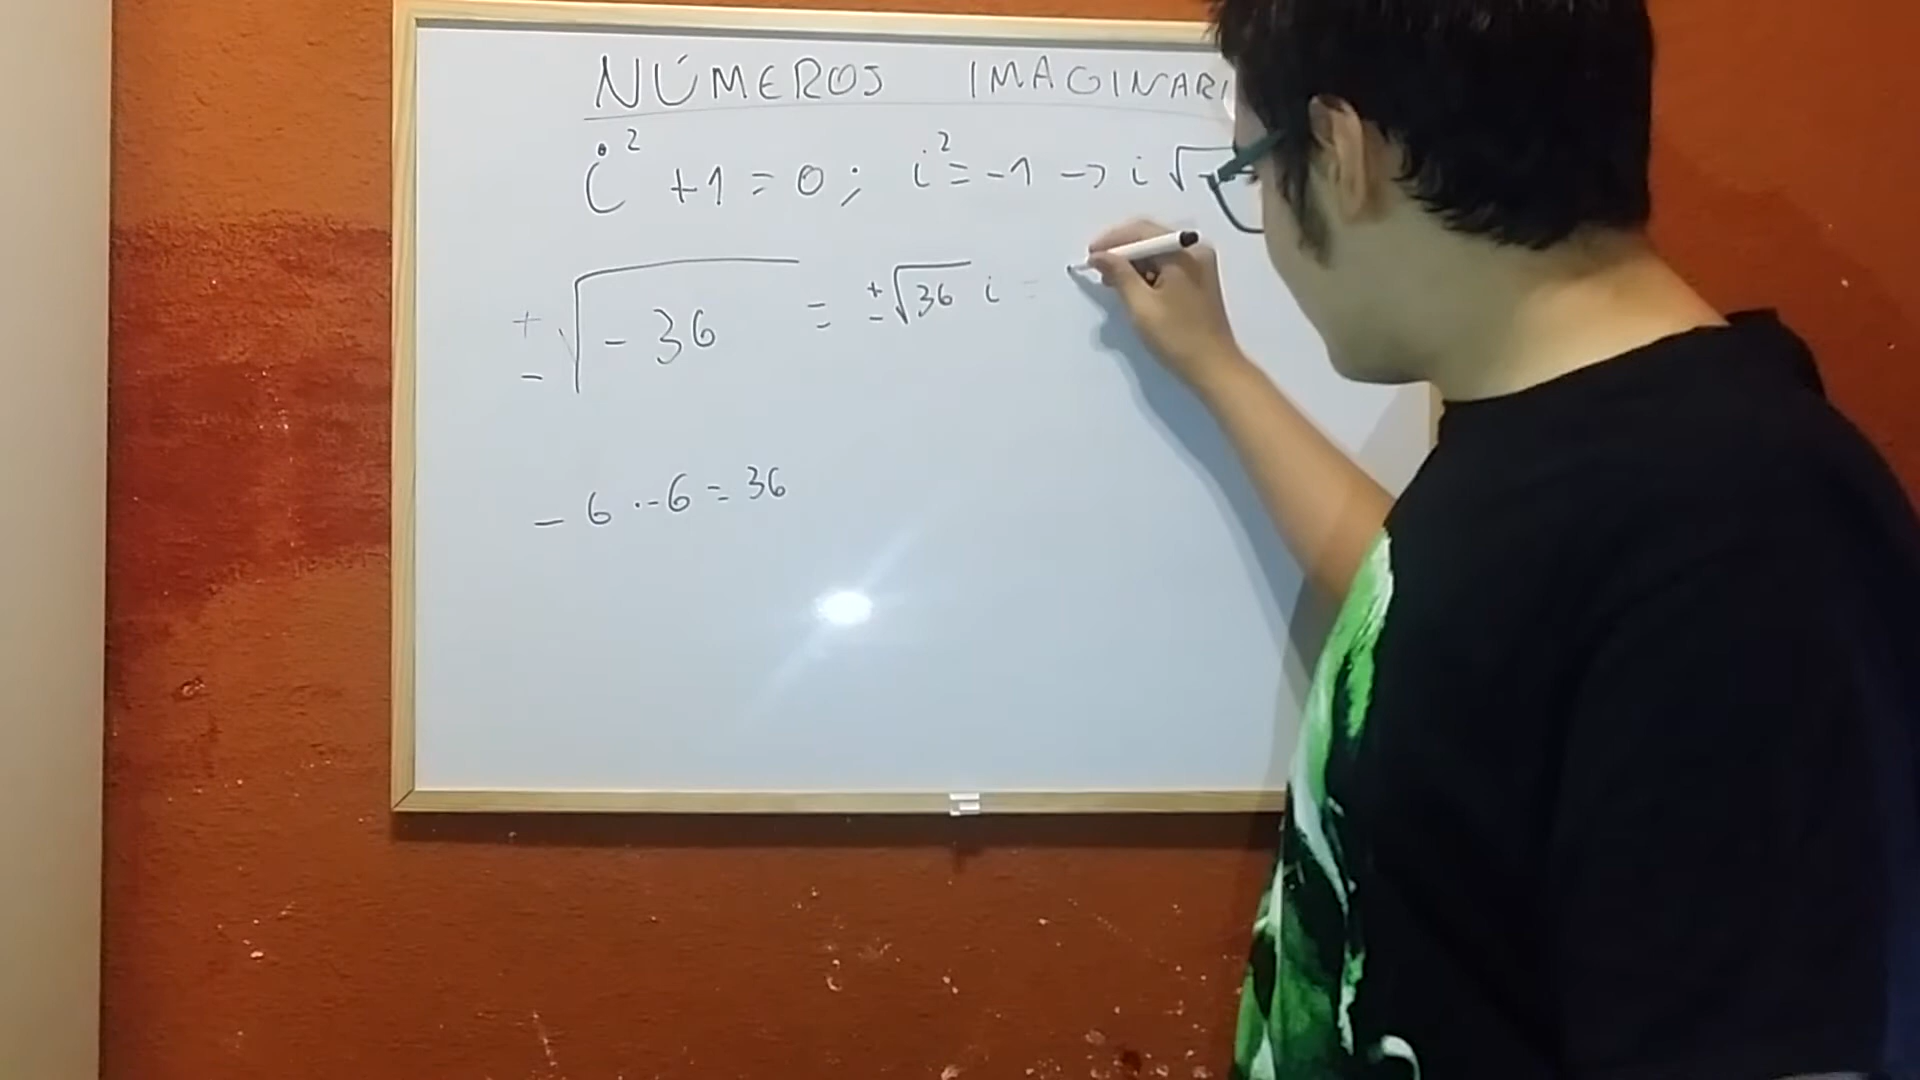 NÚMEROS IMAGINARI
i² + 1 = 0 ; i² = -1 → i √-
± √-36 = ± √36 i =
- 6 · -6 = 36